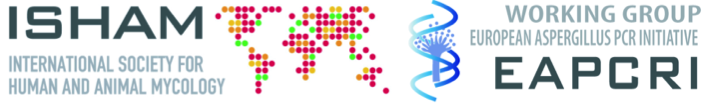 ISHAM
INTERNATIONAL SOCIETY FOR
HUMAN AND ANIMAL MYCOLOGY
WORKING GROUP
EUROPEAN ASPERGILLUS PCR INITIATIVE
EAPCRI